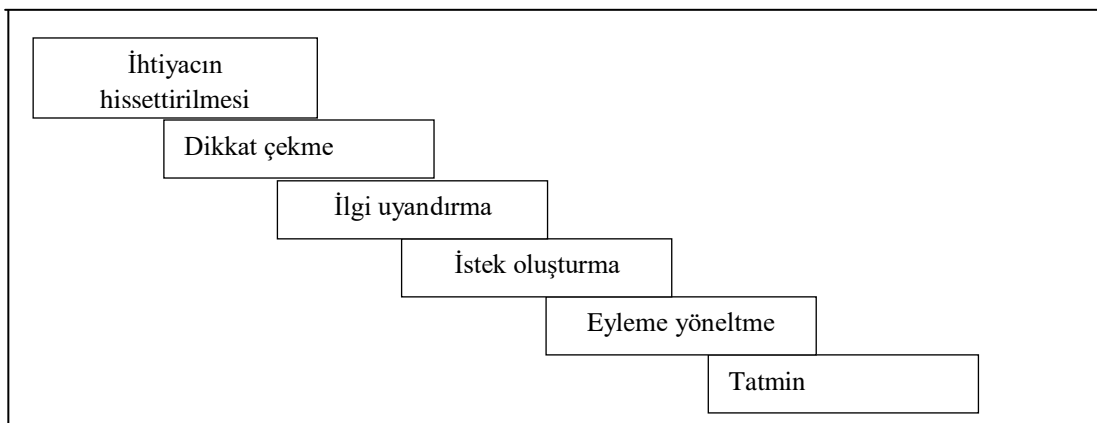 İhtiyacın
hissettirilmesi
Dikkat çekme
İlgi uyandırma
İstek oluşturma
Eyleme yöneltme
Tatmin